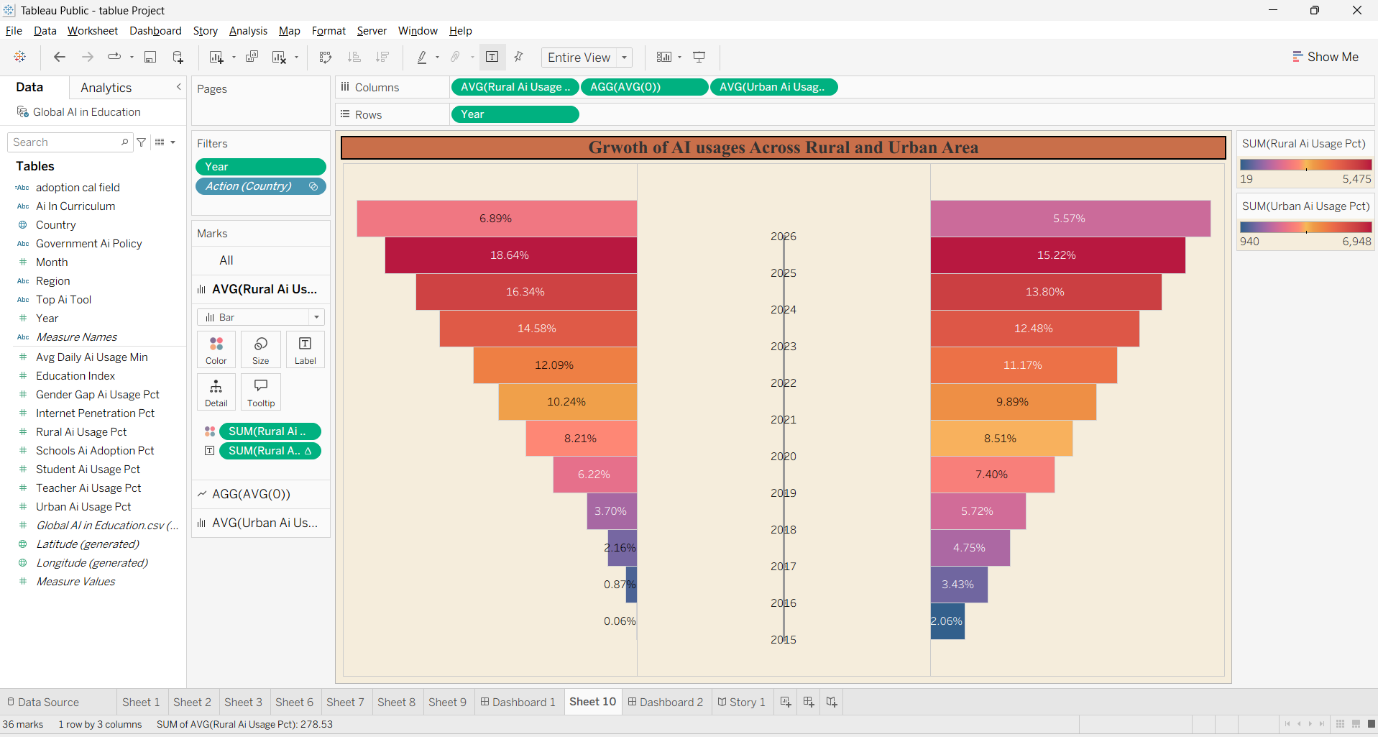 Tableau Public - tablue Project
File Data Worksheet Dashboard Story Analysis Map Format Server Window Help
Entire View
Show Me
Data Analytics
Global AI in Education
Search
Tables
Abc adoption cal field
Abc Ai In Curriculum
Country
Abc Government Ai Policy
Month
Abc Region
Abc Top Ai Tool
Year
Abc Measure Names
Avg Daily Ai Usage Min
Education Index
Gender Gap Ai Usage Pct
Internet Penetration Pct
Rural Ai Usage Pct
Schools Ai Adoption Pct
Student Ai Usage Pct
Teacher Ai Usage Pct
Urban Ai Usage Pct
Global AI in Education.csv (...
Latitude (generated)
Longitude (generated)
Measure Values
Pages
Filters
Year
Action (Country)
Marks
All
AVG(Rural Ai Us...
Bar
Color Size Label
Detail Tooltip
SUM(Rural Ai ..
SUM(Rural A.. Δ
AGG(AVG(0))
AVG(Urban Ai Us...
Columns AVG(Rural Ai Usage .. AGG(AVG(0)) AVG(Urban Ai Usag..
Rows Year
Grwoth of AI usages Across Rural and Urban Area
6.89% 5.57%
2026
18.64% 15.22%
2025
16.34% 13.80%
2024
14.58% 12.48%
2023
12.09% 11.17%
2022
10.24% 9.89%
2021
8.21% 8.51%
2020
6.22% 7.40%
2019
3.70% 5.72%
2018
2.16% 4.75%
2017
0.87% 3.43%
2016
0.06% 2.06%
2015
SUM(Rural Ai Usage Pct)
19 5,475
SUM(Urban Ai Usage Pct)
940 6,948
Data Source Sheet 1 Sheet 2 Sheet 3 Sheet 6 Sheet 7 Sheet 8 Sheet 9 Dashboard 1 Sheet 10 Dashboard 2 Story 1
36 marks 1 row by 3 columns SUM of AVG(Rural Ai Usage Pct): 278.53